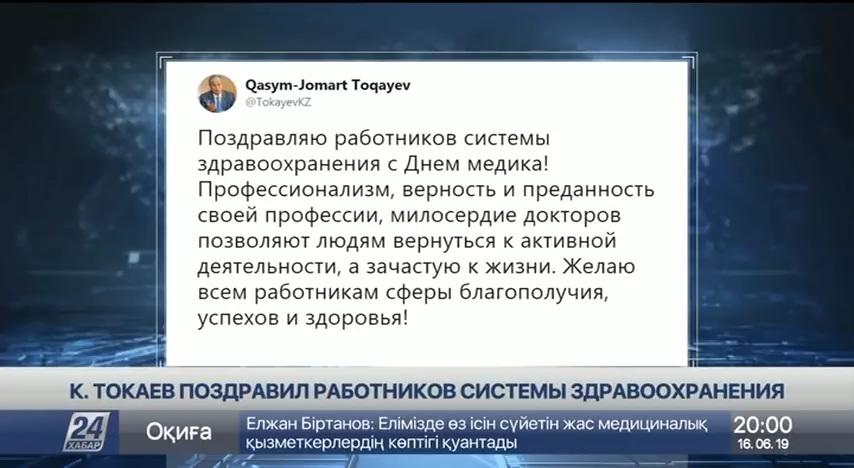 Qasym-Jomart Toqayev
@TokayevKZ
Поздравляю работников системы
здравоохранения с Днем медика!
Профессионализм, верность и преданность
своей профессии, милосердие докторов
позволяют людям вернуться к активной
деятельности, а зачастую к жизни. Желаю
всем работникам сферы благополучия,
успехов и здоровья!
К. ТОКАЕВ ПОЗДРАВИЛ РАБОТНИКОВ СИСТЕМЫ ЗДРАВООХРАНЕНИЯ
24
ХАБАР
Оқиға
Елжан Біртанов: Елімізде өз ісін сүйетін жас медициналық
қызметкерлердің көптігі қуантады
20:00
16.06.19